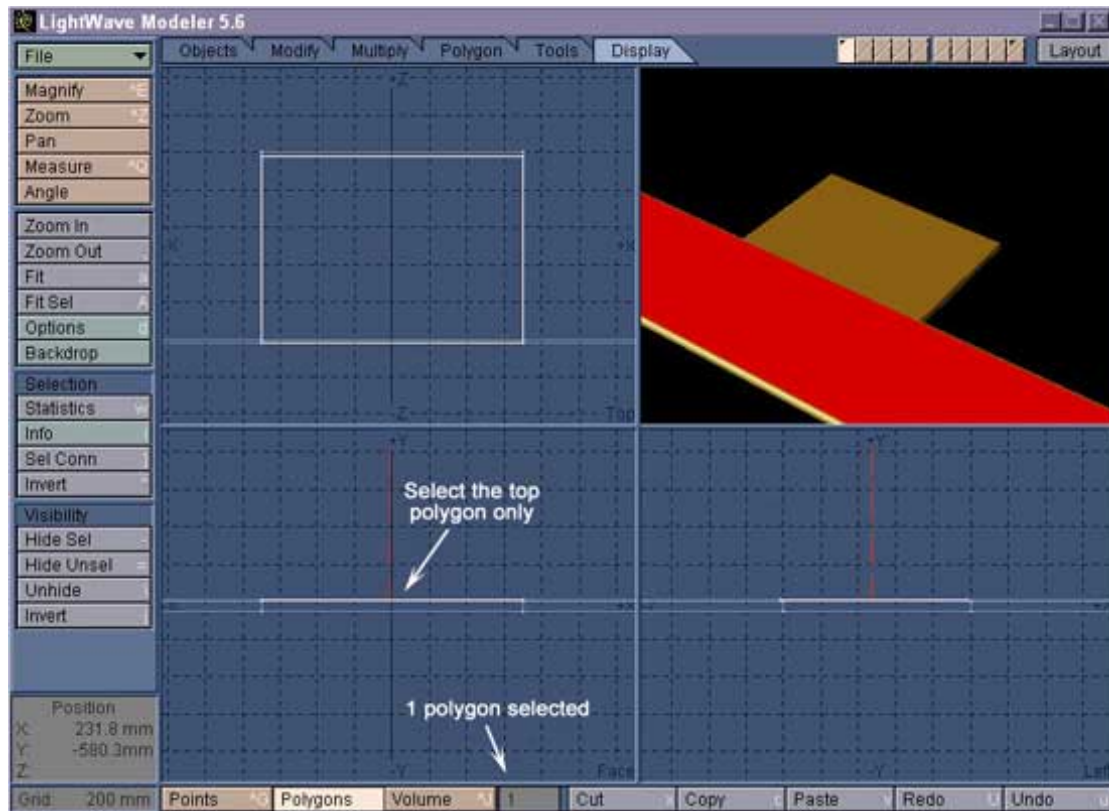 LightWave Modeler 5.6
File
Objects Modify Multiply Polygon Tools Display Layout
Magnify ^E
Zoom ^Z
Pan
Measure ^Q
Angle
Zoom In
Zoom Out
Fit a
Fit Sel A
Options d
Backdrop
Selection
Statistics w
Info i
Sel Conn ]
Invert "
Visibility
Hide Sel -
Hide Unsel =
Unhide \
Invert |
Position
X: 231.8 mm
Y: -580.3mm
Z:
Grid: 200 mm
+Z
-X +X
-Z Top
+Y
Select the top
polygon only
+X
1 polygon selected
-Y Face
+Y
+Z
-Y Left
Points ^G Polygons Volume ^J 1 Cut x Copy c Paste v Redo U Undo u